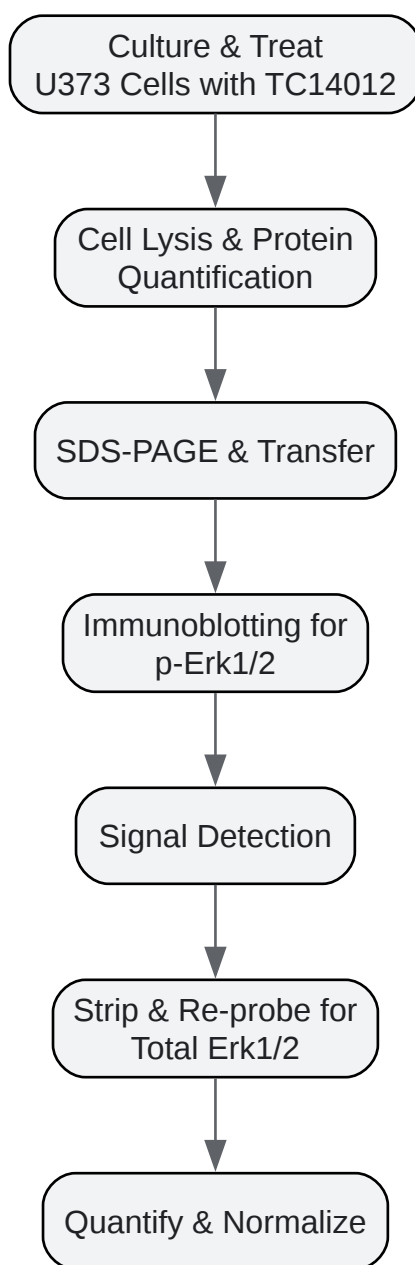 Culture & Treat
U373 Cells with TC14012
Cell Lysis & Protein
Quantification
SDS-PAGE & Transfer
Immunoblotting for
p-Erk1/2
Signal Detection
Strip & Re-probe for
Total Erk1/2
Quantify & Normalize